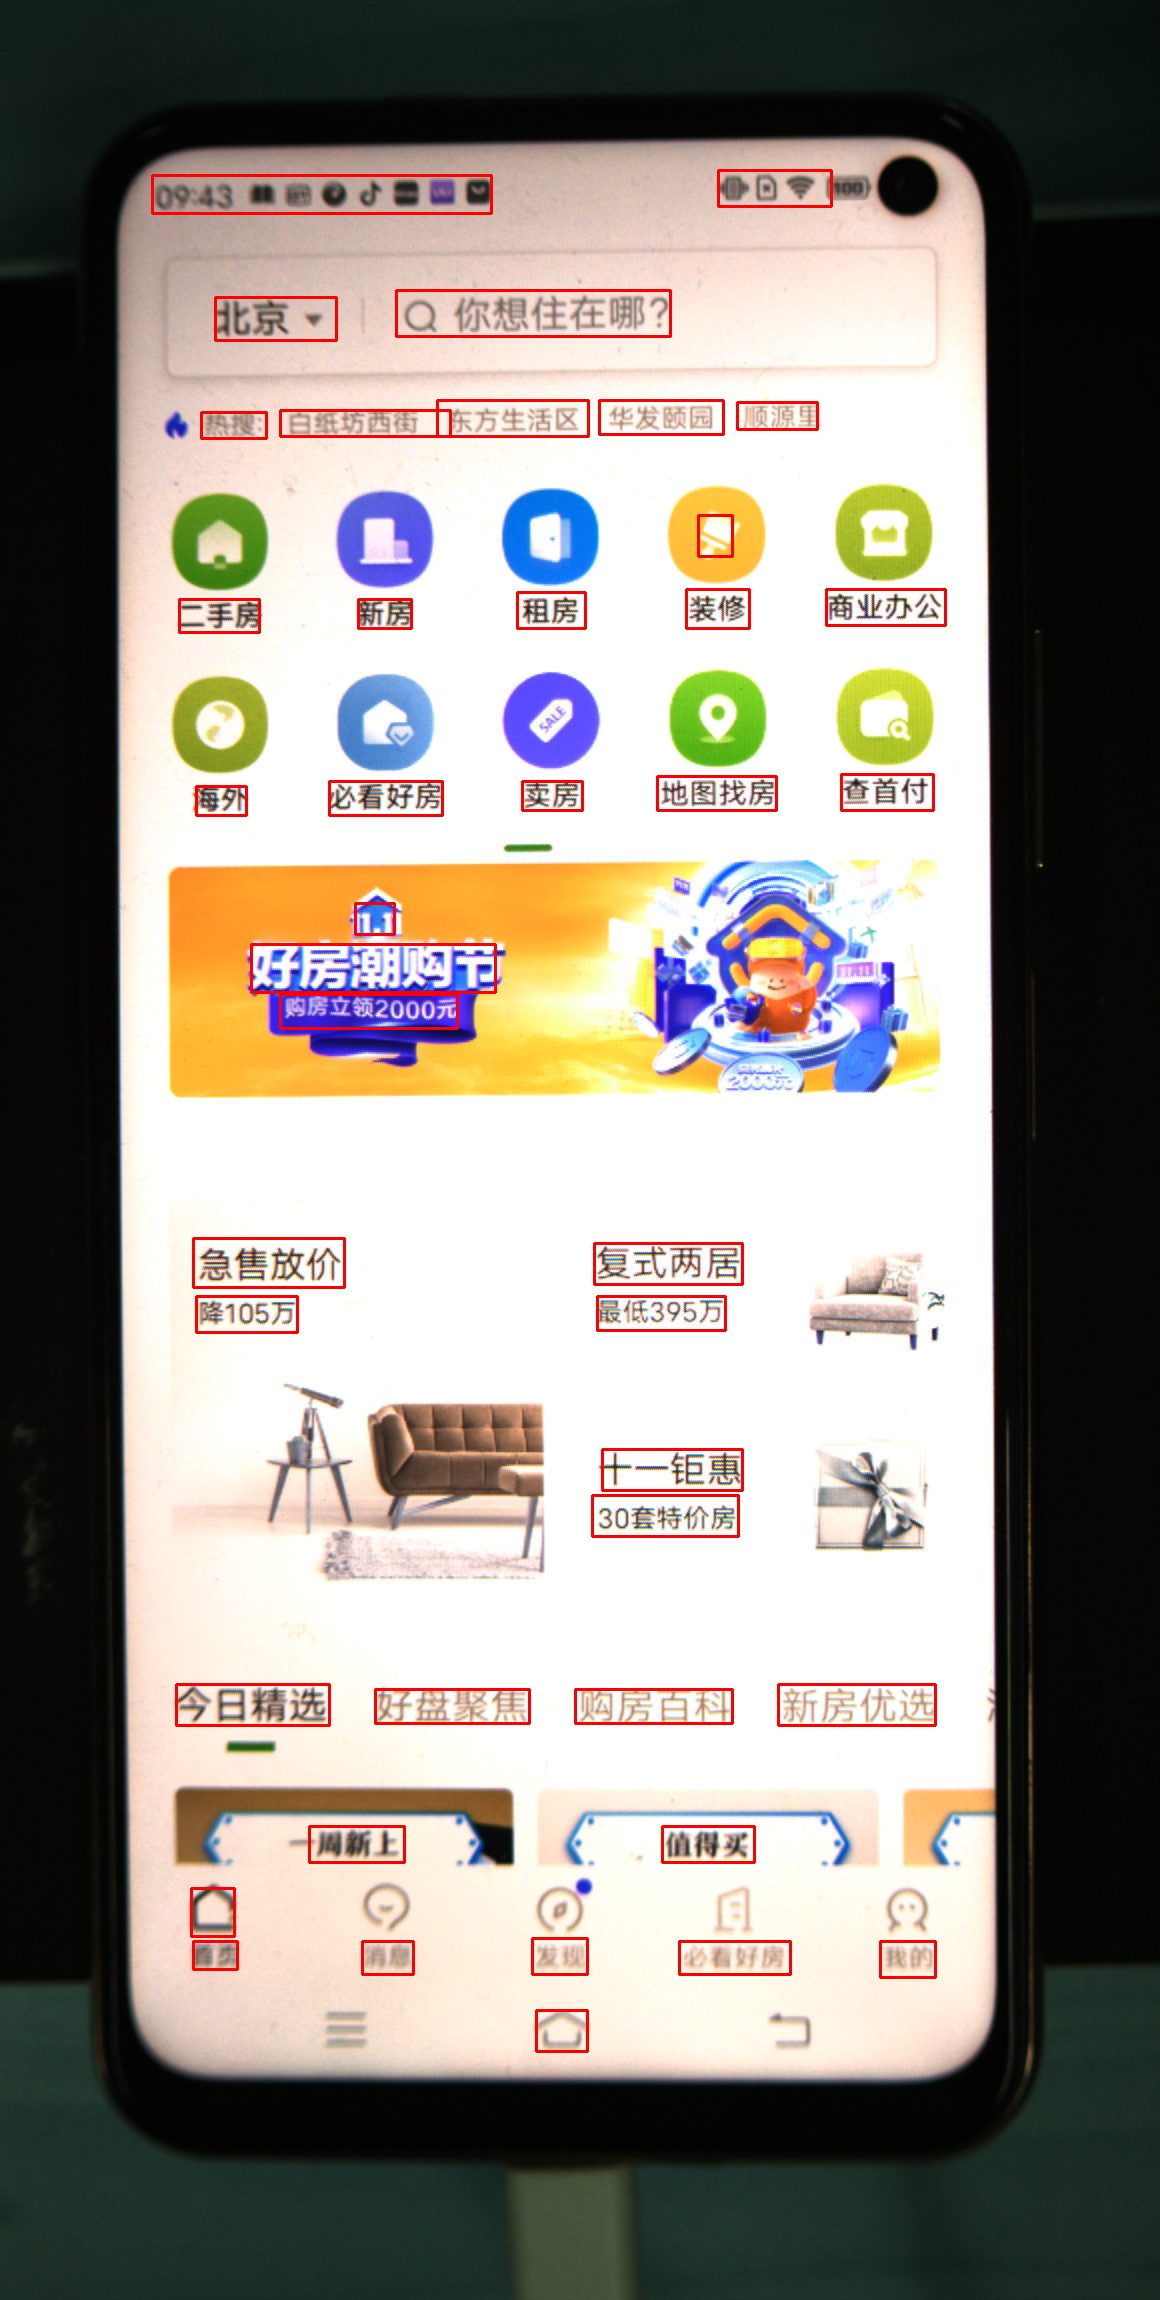 09:43 100
北京 你想住在哪?
热搜: 白纸坊西街 东方生活区 华发颐园 顺源里
二手房 新房 租房 装修 商业办公
SALE
海外 必看好房 卖房 地图找房 查首付
11
好房潮购节
购房立领2000元
2000元
急售放价 复式两居
降105万 最低395万
十一钜惠
30套特价房
今日精选 好盘聚焦 购房百科 新房优选
一周新上 值得买
首页 消息 发现 必看好房 我的